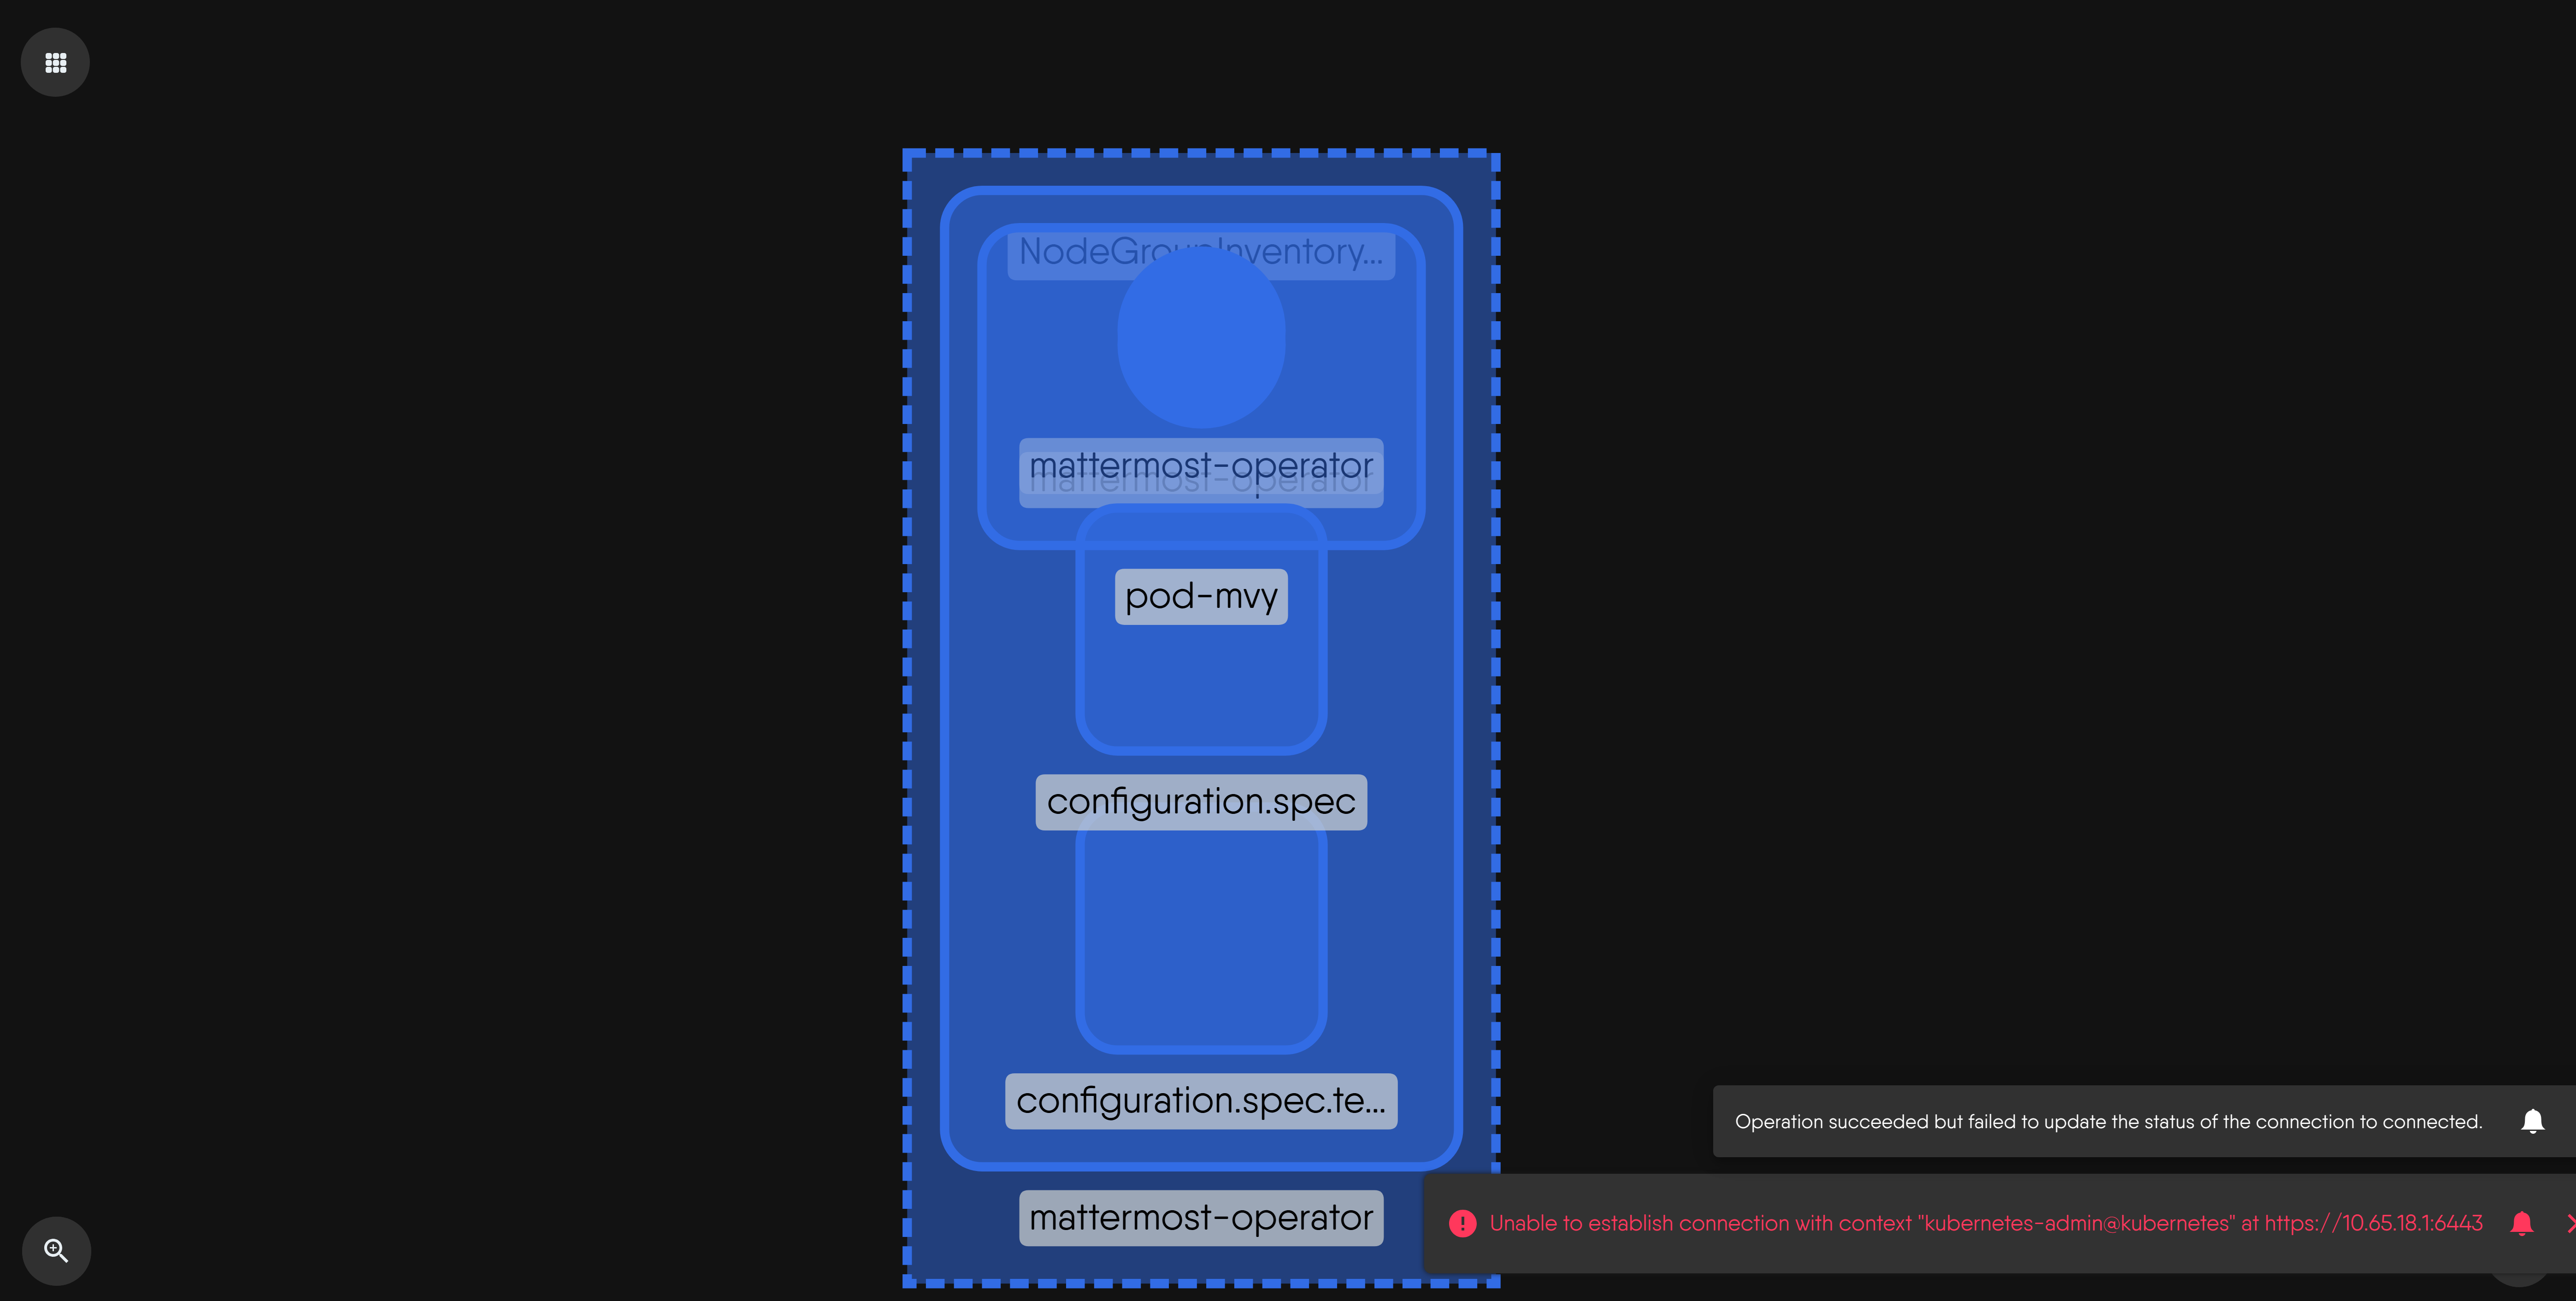 NodeGroupInventory...
mattermost-operator
mattermost-operator
pod-mvy
configuration.spec
configuration.spec.te...
mattermost-operator
Operation succeeded but failed to update the status of the connection to connected.
Unable to establish connection with context "kubernetes-admin@kubernetes" at https://10.65.18.1:6443